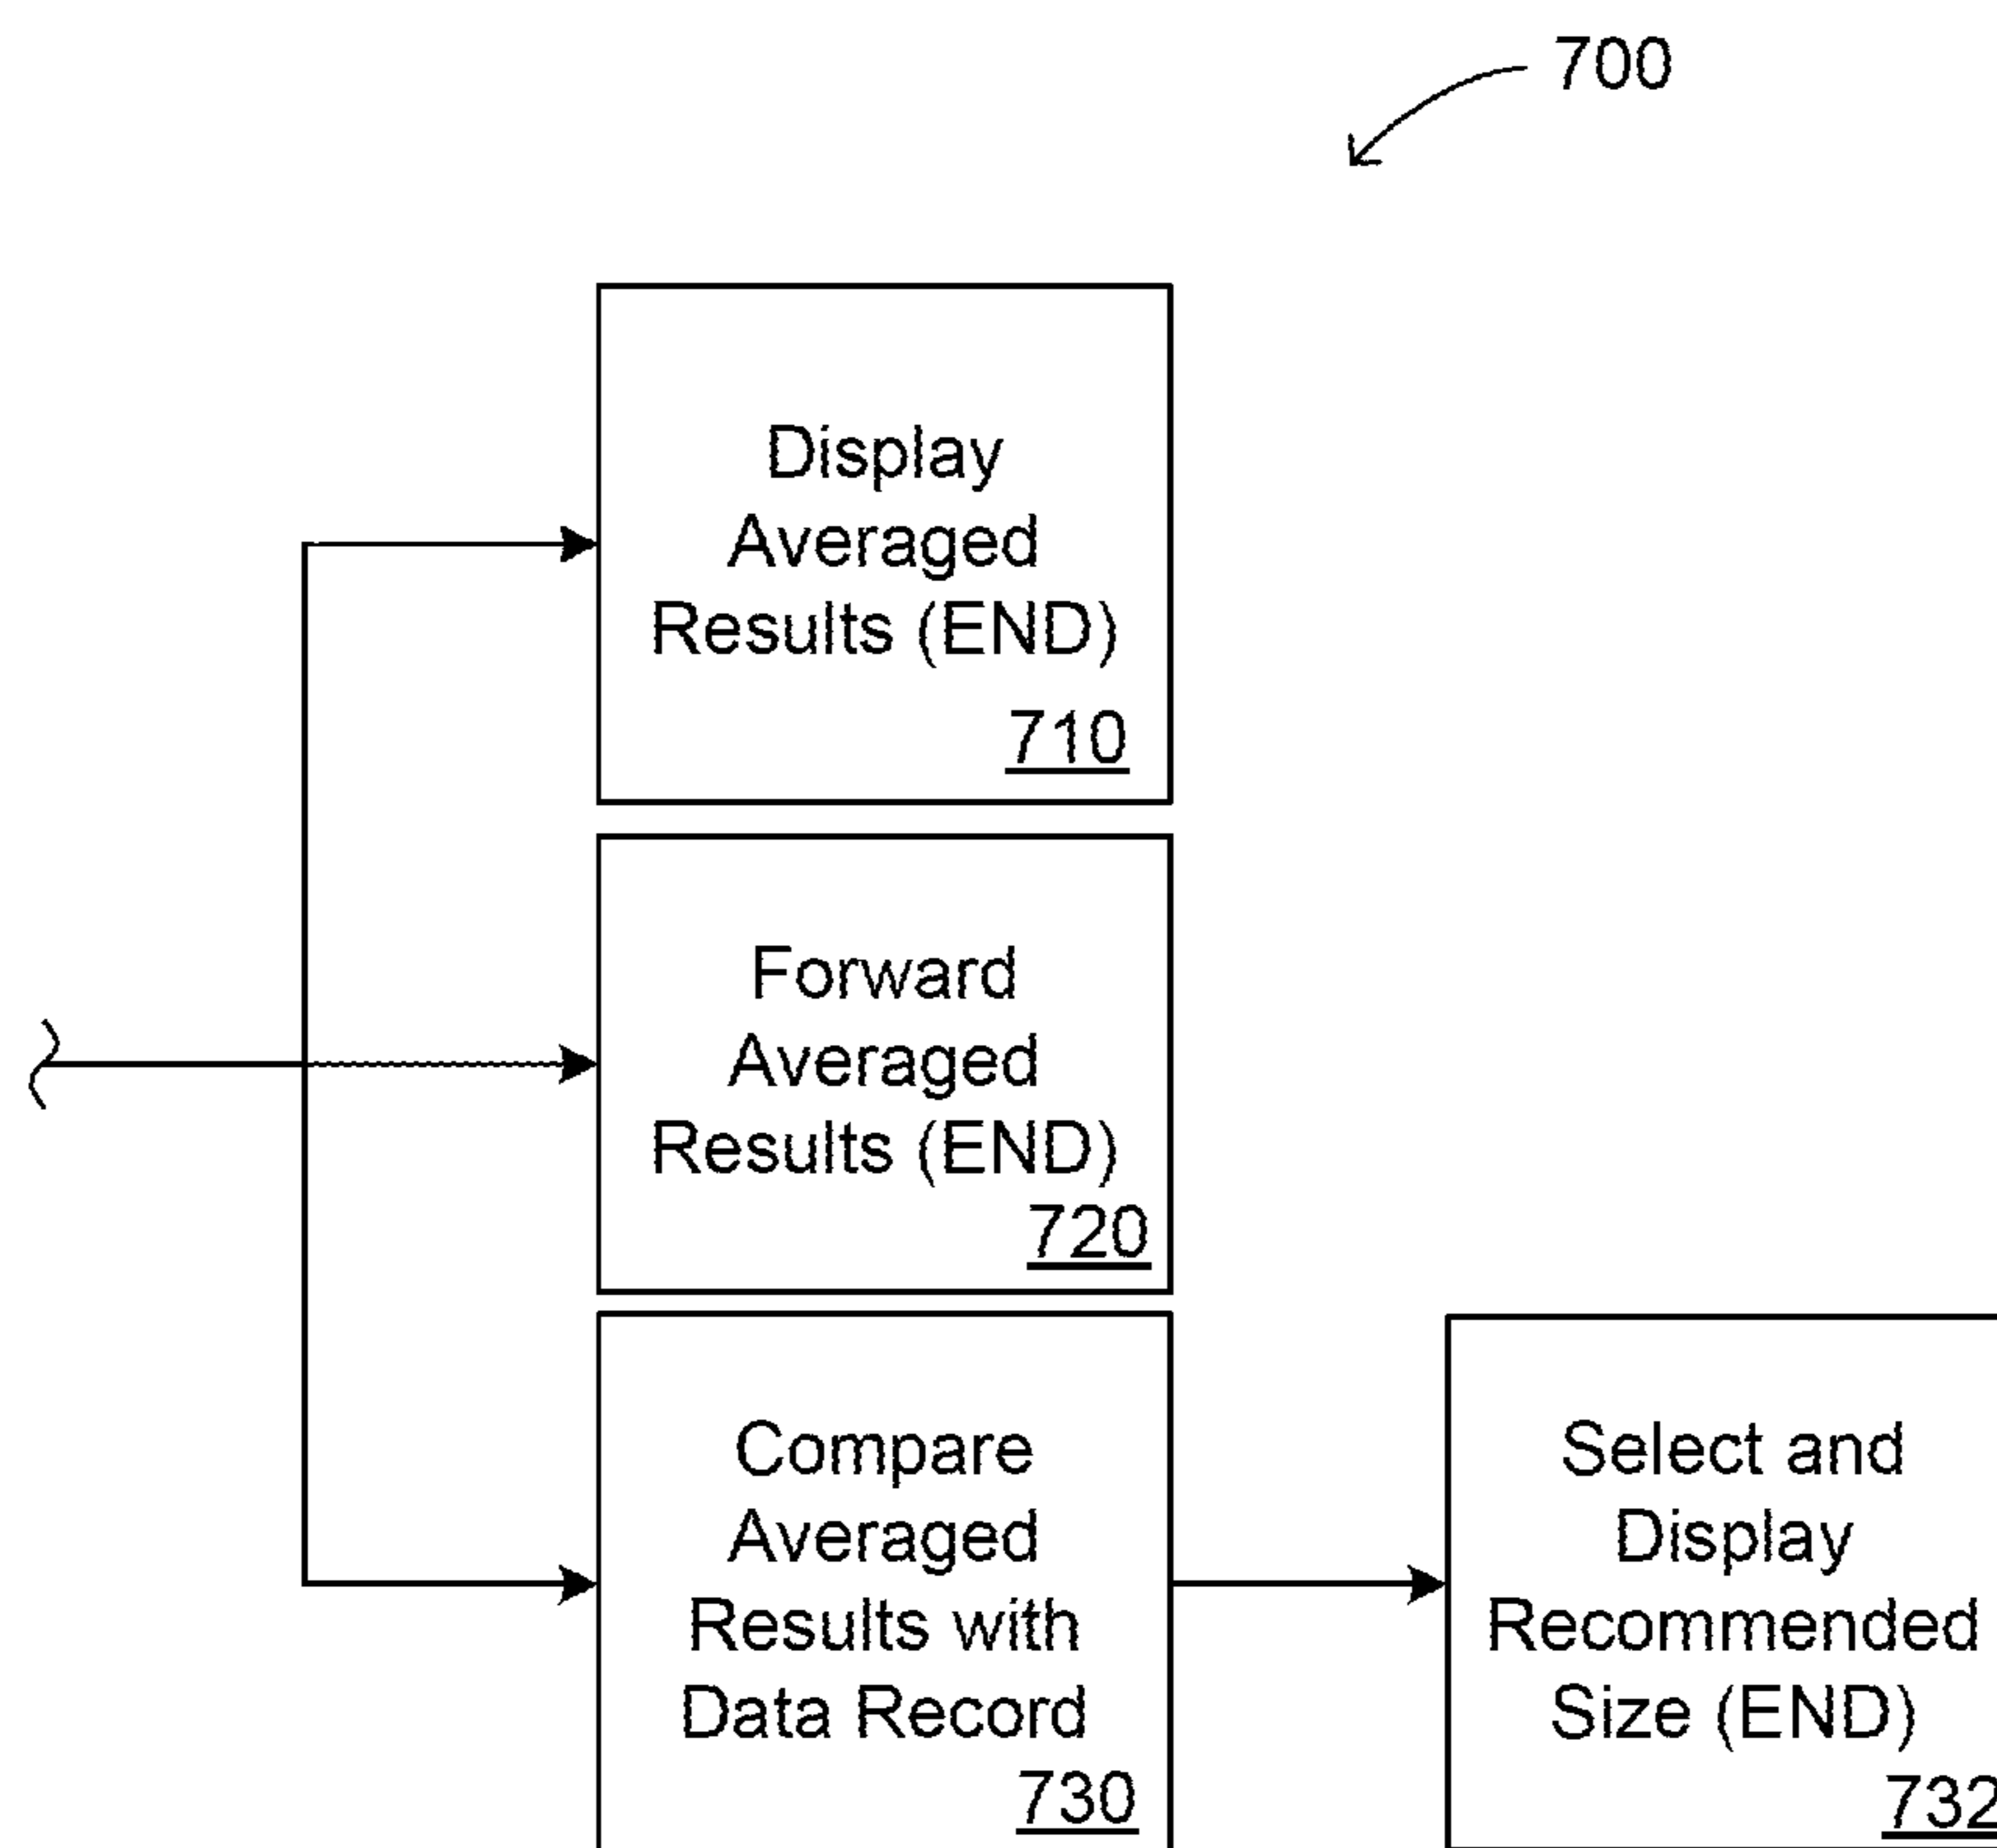 700
Display
Averaged
Results (END)
710
Forward
Averaged
Results (END)
720
Compare
Averaged
Results with
Data Record
730
Select and
Display
Recommended
Size (END)
732